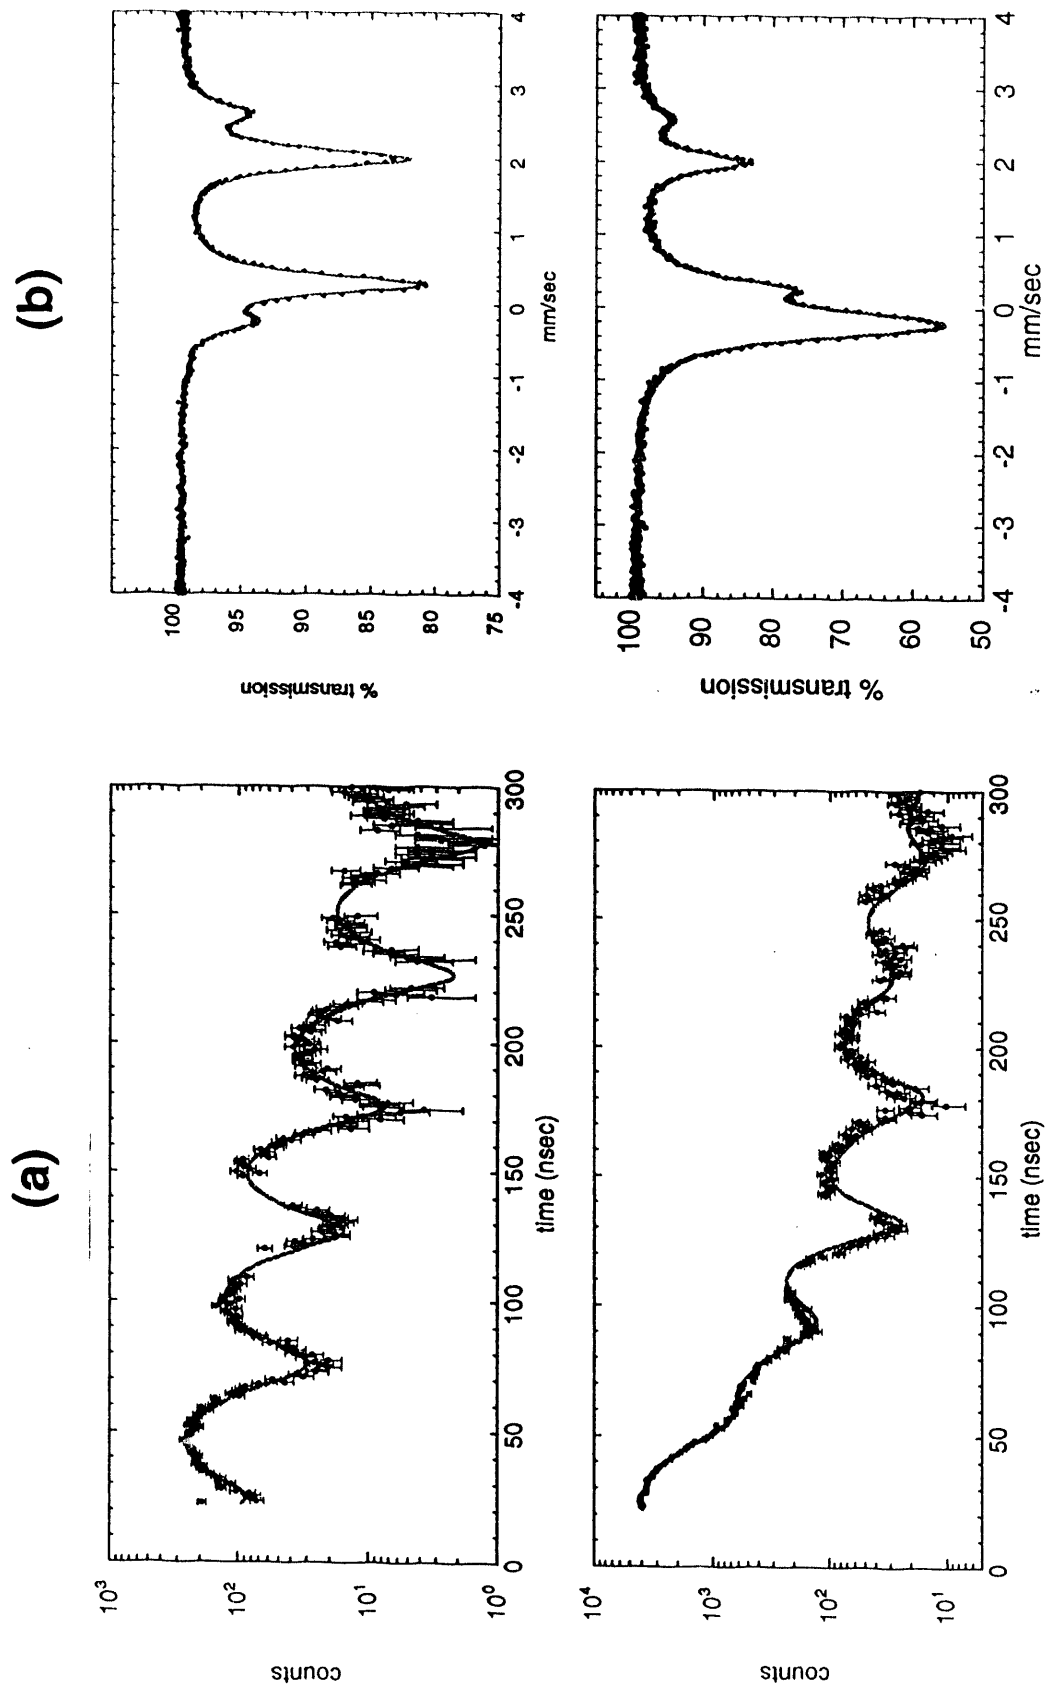 (a)
counts
10³
10²
10¹
10⁰
0 50 100 150 200 250 300
time (nsec)
counts
10⁴
10³
10²
10¹
0 50 100 150 200 250 300
time (nsec)
(b)
% transmission
100
95
90
85
80
75
-4 -3 -2 -1 0 1 2 3 4
mm/sec
% transmission
100
90
80
70
60
50
-4 -3 -2 -1 0 1 2 3 4
mm/sec